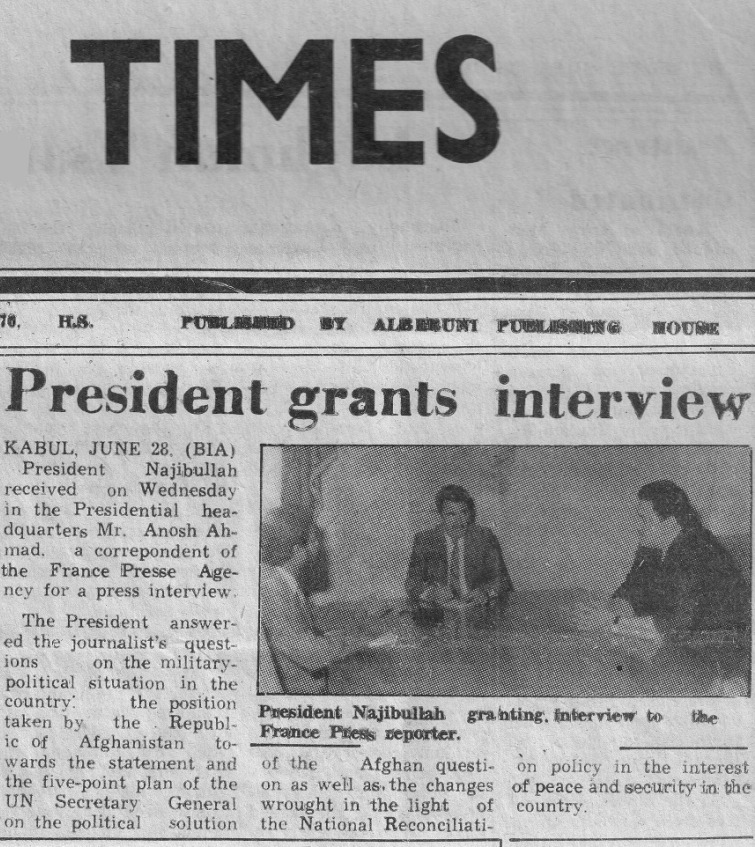 TIMES
70, H.S. PUBLISHED BY ALBERUNI PUBLISHING HOUSE
President grants interview
KABUL, JUNE 28, (BIA)
President Najibullah
received on Wednesday
in the Presidential hea-
dquarters Mr. Anosh Ah-
mad, a correpondent of
the France Presse Age-
ncy for a press interview.
The President answer-
ed the journalist's quest-
ions on the military-
political situation in the
country: the position
taken by the Republ-
ic of Afghanistan to-
wards the statement and
the five-point plan of the
UN Secretary General
on the political solution
President Najibullah granting, interview to the
France Press reporter.
of the Afghan questi-
on as well as, the changes
wrought in the light of
the National Reconciliati-
on policy in the interest
of peace and security in the
country.